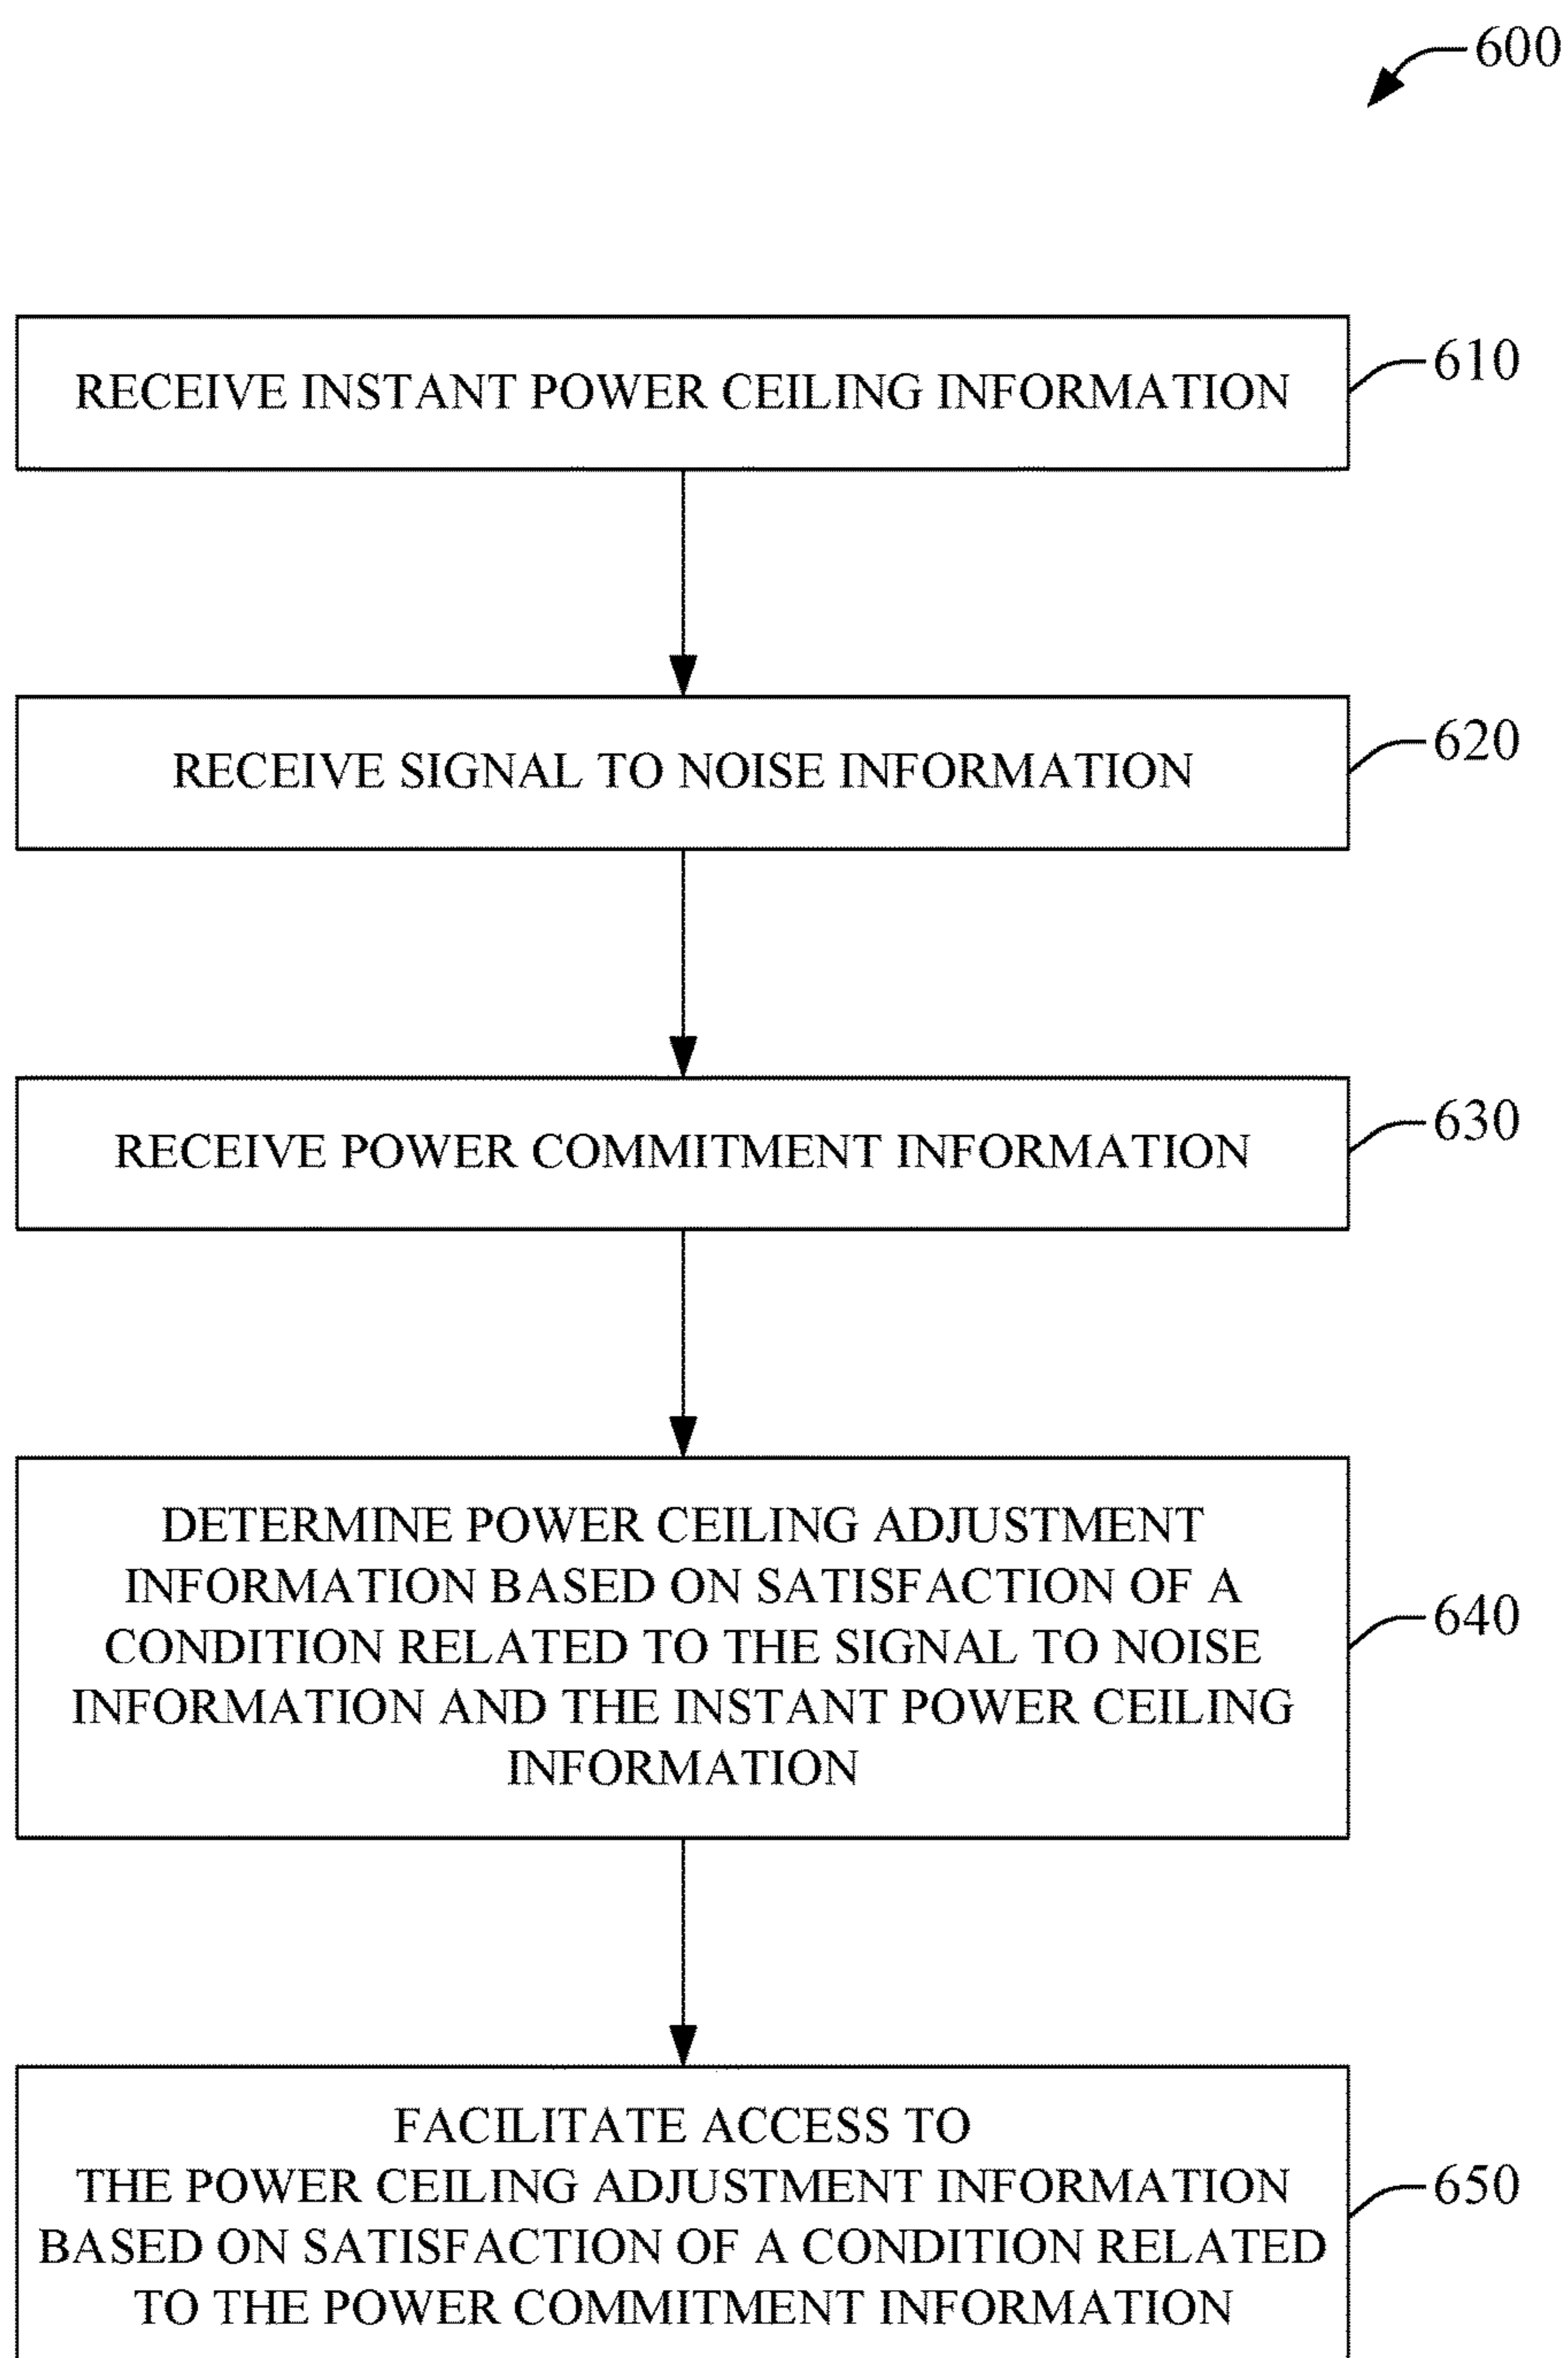 600
RECEIVE INSTANT POWER CEILING INFORMATION
610
RECEIVE SIGNAL TO NOISE INFORMATION
620
RECEIVE POWER COMMITMENT INFORMATION
630
DETERMINE POWER CEILING ADJUSTMENT
INFORMATION BASED ON SATISFACTION OF A
CONDITION RELATED TO THE SIGNAL TO NOISE
INFORMATION AND THE INSTANT POWER CEILING
INFORMATION
640
FACILITATE ACCESS TO
THE POWER CEILING ADJUSTMENT INFORMATION
BASED ON SATISFACTION OF A CONDITION RELATED
TO THE POWER COMMITMENT INFORMATION
650